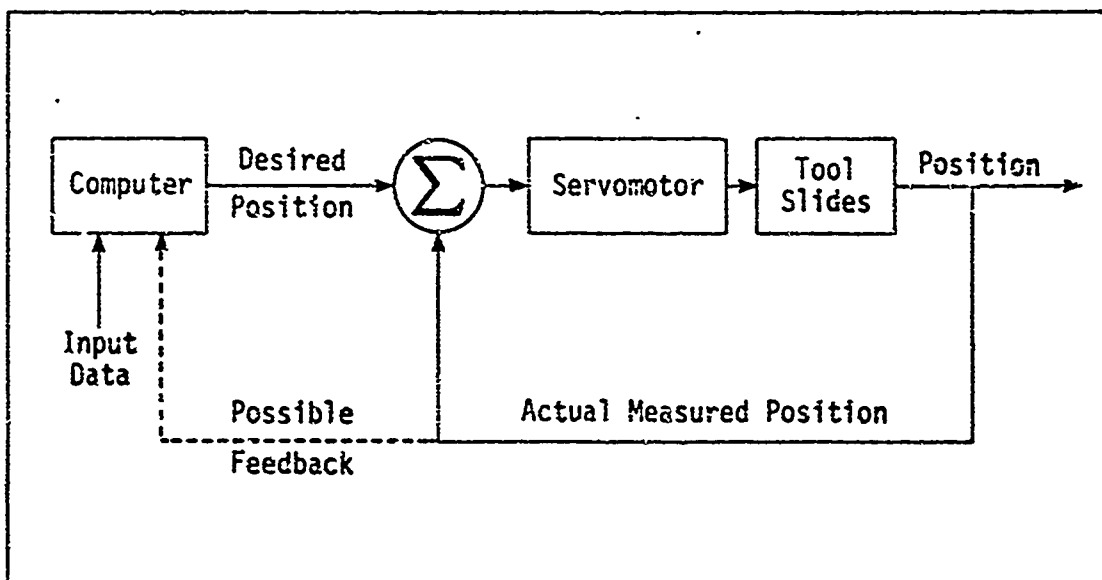 Computer
Desired
Position
Σ
Servomotor
Tool
Slides
Position
Input
Data
Possible
Feedback
Actual Measured Position